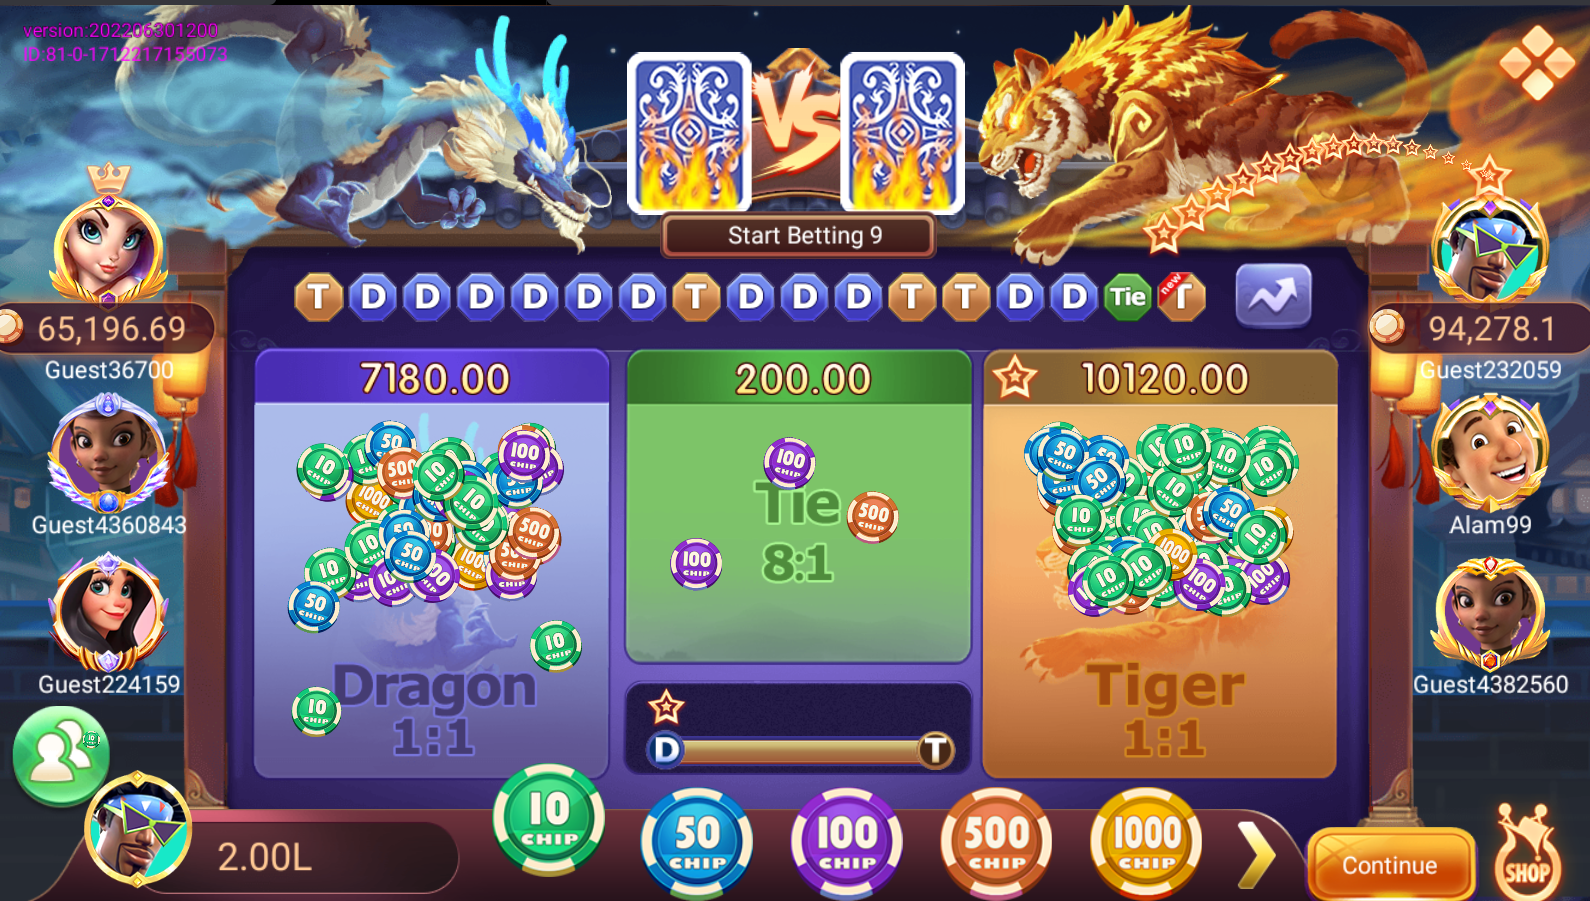 version:202206301200
ID:81-0-1712217155073
VS
Start Betting 9
T D D D D D D T D D D T T D D Tie T
new
65,196.69
Guest36700
Guest4360843
Guest224159
94,278.1
Guest232059
Alam99
Guest4382560
7180.00
200.00
10120.00
Tie
8:1
Dragon
1:1
Tiger
1:1
D T
2.00L
10 CHIP
50 CHIP
100 CHIP
500 CHIP
1000 CHIP
Continue
SHOP